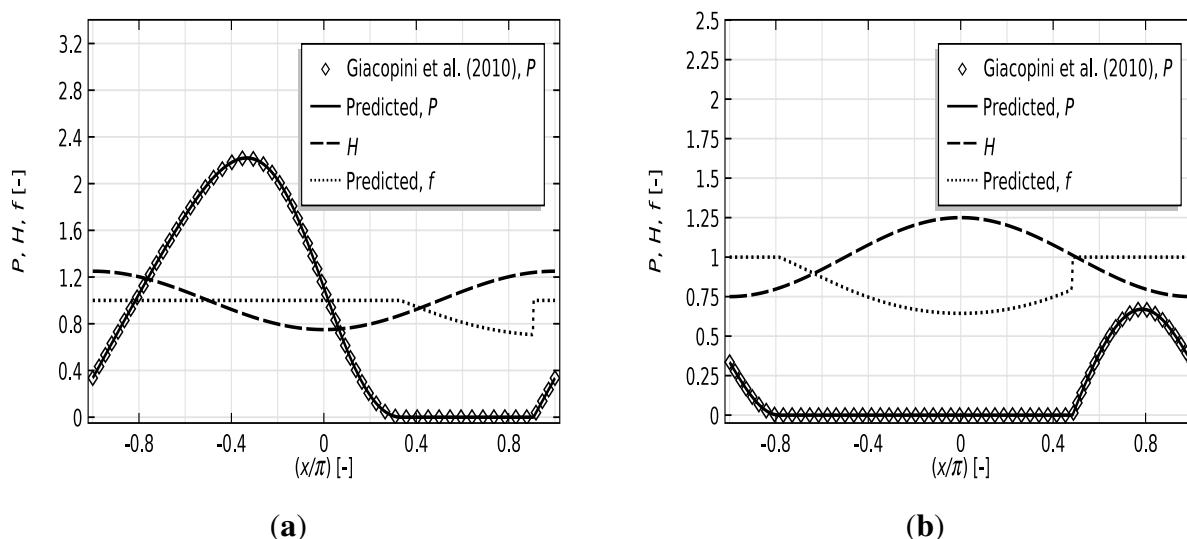 3.2
2.8
2.4
2
1.6
1.2
0.8
0.4
0
P, H, f [-]
Giacopini et al. (2010), P
Predicted, P
H
Predicted, f
-0.8
-0.4
0
0.4
0.8
(x/π) [-]
(a)
2.5
2.25
2
1.75
1.5
1.25
1
0.75
0.5
0.25
0
P, H, f [-]
Giacopini et al. (2010), P
Predicted, P
H
Predicted, f
-0.8
-0.4
0
0.4
0.8
(x/π) [-]
(b)